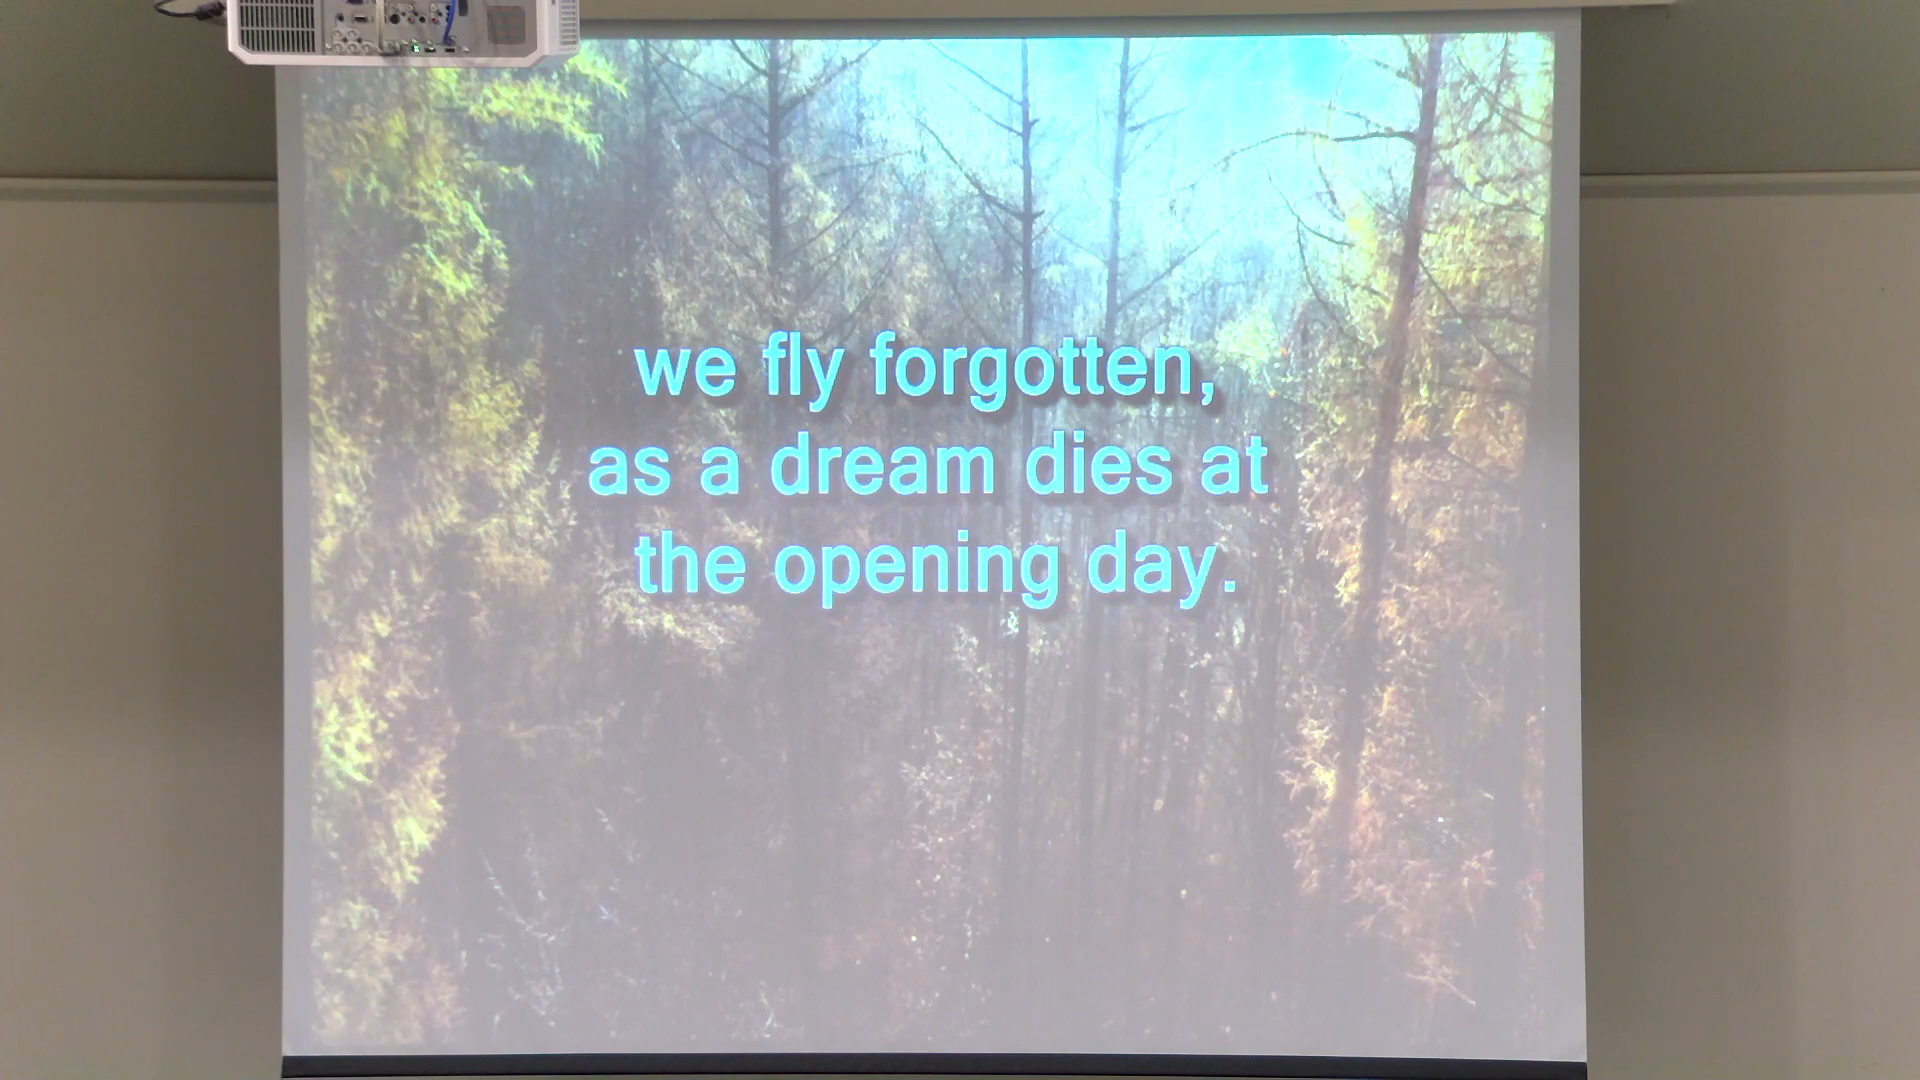 we fly forgotten,
as a dream dies at
the opening day.